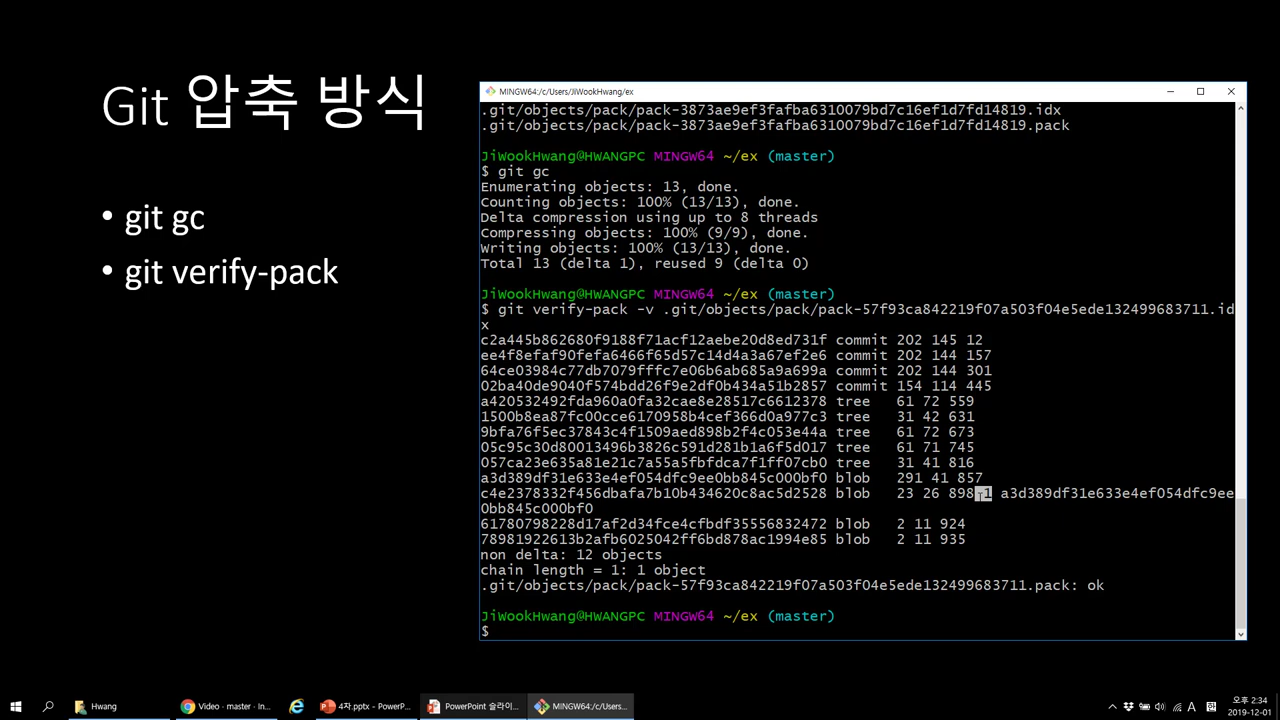 Git 압축 방식
• git gc
• git verify-pack
MINGW64:/c/Users/JiWookHwang/ex
.git/objects/pack/pack-3873ae9ef3fafba6310079bd7c16ef1d7fd14819.idx
.git/objects/pack/pack-3873ae9ef3fafba6310079bd7c16ef1d7fd14819.pack
JiWookHwang@HWANGPC MINGW64 ~/ex (master)
$ git gc
Enumerating objects: 13, done.
Counting objects: 100% (13/13), done.
Delta compression using up to 8 threads
Compressing objects: 100% (9/9), done.
Writing objects: 100% (13/13), done.
Total 13 (delta 1), reused 9 (delta 0)
JiWookHwang@HWANGPC MINGW64 ~/ex (master)
$ git verify-pack -v .git/objects/pack/pack-57f93ca842219f07a503f04e5ede132499683711.id
x
c2a445b862680f9188f71acf12aebe20d8ed731f commit 202 145 12
ee4f8efaf90fefa6466f65d57c14d4a3a67ef2e6 commit 202 144 157
64ce03984c77db7079fffc7e06b6ab685a9a699a commit 202 144 301
02ba40de9040f574bdd26f9e2df0b434a51b2857 commit 154 114 445
a420532492fda960a0fa32cae8e28517c6612378 tree 61 72 559
1500b8ea87fc00cce6170958b4cef366d0a977c3 tree 31 42 631
9bfa76f5ec37843c4f1509aed898b2f4c053e44a tree 61 72 673
05c95c30d80013496b3826c591d281b1a6f5d017 tree 61 71 745
057ca23e635a81e21c7a55a5fbfdca7f1ff07cb0 tree 31 41 816
a3d389df31e633e4ef054dfc9ee0bb845c000bf0 blob 291 41 857
c4e2378332f456dbafa7b10b434620c8ac5d2528 blob 23 26 898 1 a3d389df31e633e4ef054dfc9ee
0bb845c000bf0
61780798228d17af2d34fce4cfbdf35556832472 blob 2 11 924
78981922613b2afb6025042ff6bd878ac1994e85 blob 2 11 935
non delta: 12 objects
chain length = 1: 1 object
.git/objects/pack/pack-57f93ca842219f07a503f04e5ede132499683711.pack: ok
JiWookHwang@HWANGPC MINGW64 ~/ex (master)
$
Hwang
Video · master · In...
4차.pptx - PowerP...
PowerPoint 슬라이...
MINGW64:/c/Users...
A
오후 2:34
2019-12-01